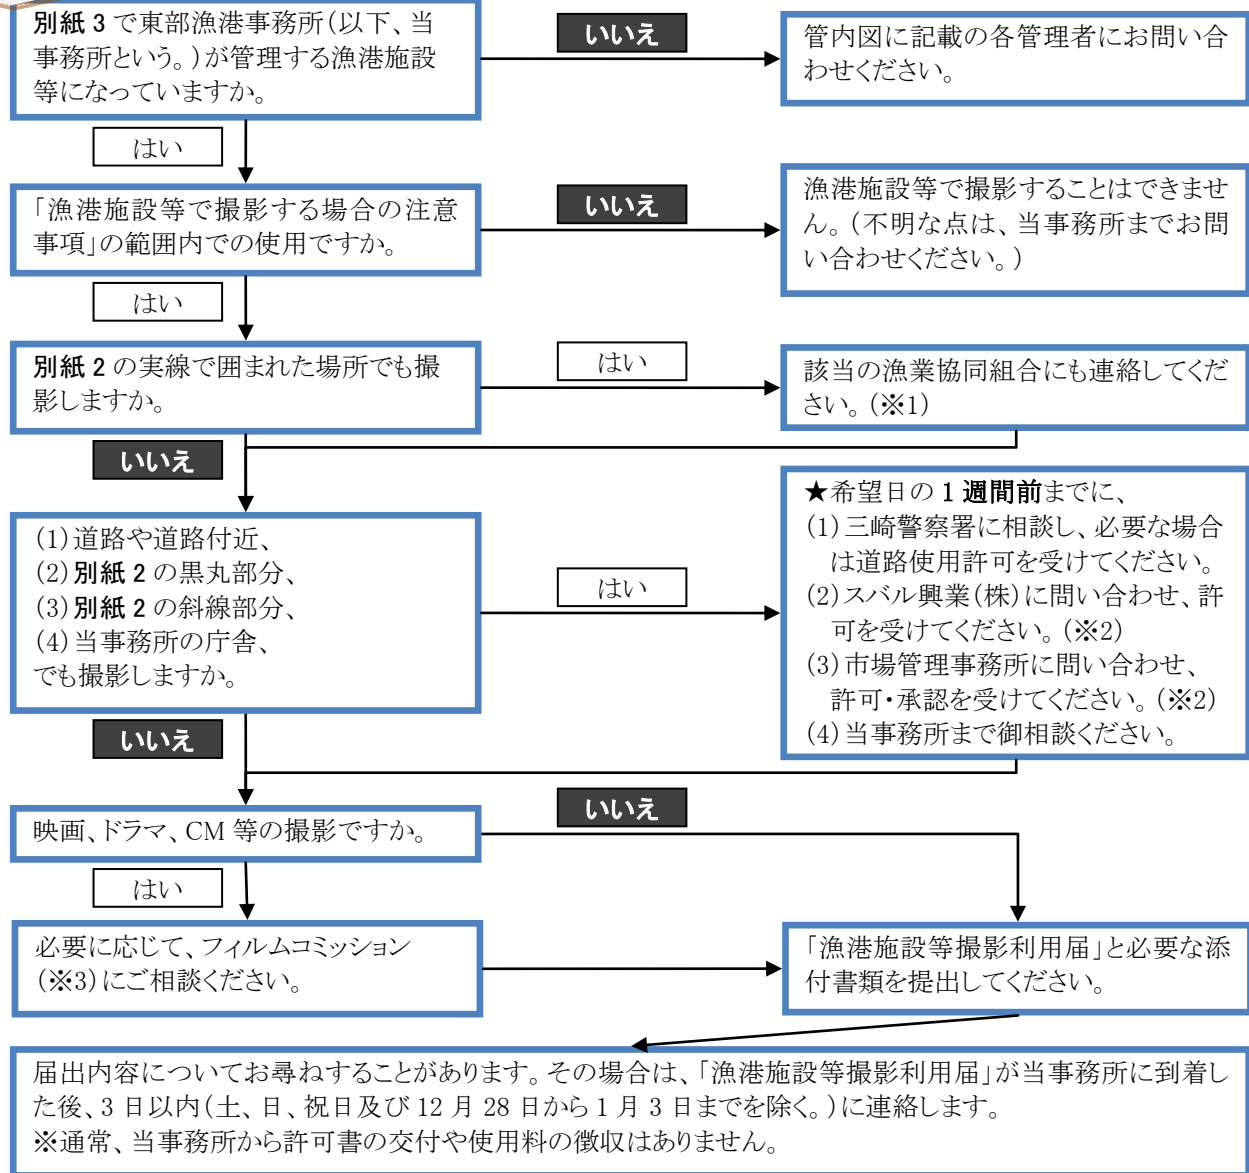 別紙3で東部漁港事務所(以下、当
事務所という。)が管理する漁港施設
等になっていますか。
いいえ
管内図に記載の各管理者にお問い合
わせください。
はい
「漁港施設等で撮影する場合の注意
事項」の範囲内での使用ですか。
いいえ
漁港施設等で撮影することはできませ
ん。(不明な点は、当事務所までお問
い合わせください。)
はい
別紙2の実線で囲まれた場所でも撮
影しますか。
はい
該当の漁業協同組合にも連絡してくだ
さい。(※1)
いいえ
(1)道路や道路付近、
(2)別紙2の黒丸部分、
(3)別紙2の斜線部分、
(4)当事務所の庁舎、
でも撮影しますか。
はい
★希望日の1週間前までに、
(1)三崎警察署に相談し、必要な場合
は道路使用許可を受けてください。
(2)スバル興業(株)に問い合わせ、許
可を受けてください。(※2)
(3)市場管理事務所に問い合わせ、
許可・承認を受けてください。(※2)
(4)当事務所まで御相談ください。
いいえ
映画、ドラマ、CM等の撮影ですか。
いいえ
はい
必要に応じて、フィルムコミッション
(※3)にご相談ください。
「漁港施設等撮影利用届」と必要な添
付書類を提出してください。
届出内容についてお尋ねすることがあります。その場合は、「漁港施設等撮影利用届」が当事務所に到着し
た後、3日以内(土、日、祝日及び12月28日から1月3日までを除く。)に連絡します。
※通常、当事務所から許可書の交付や使用料の徴収はありません。